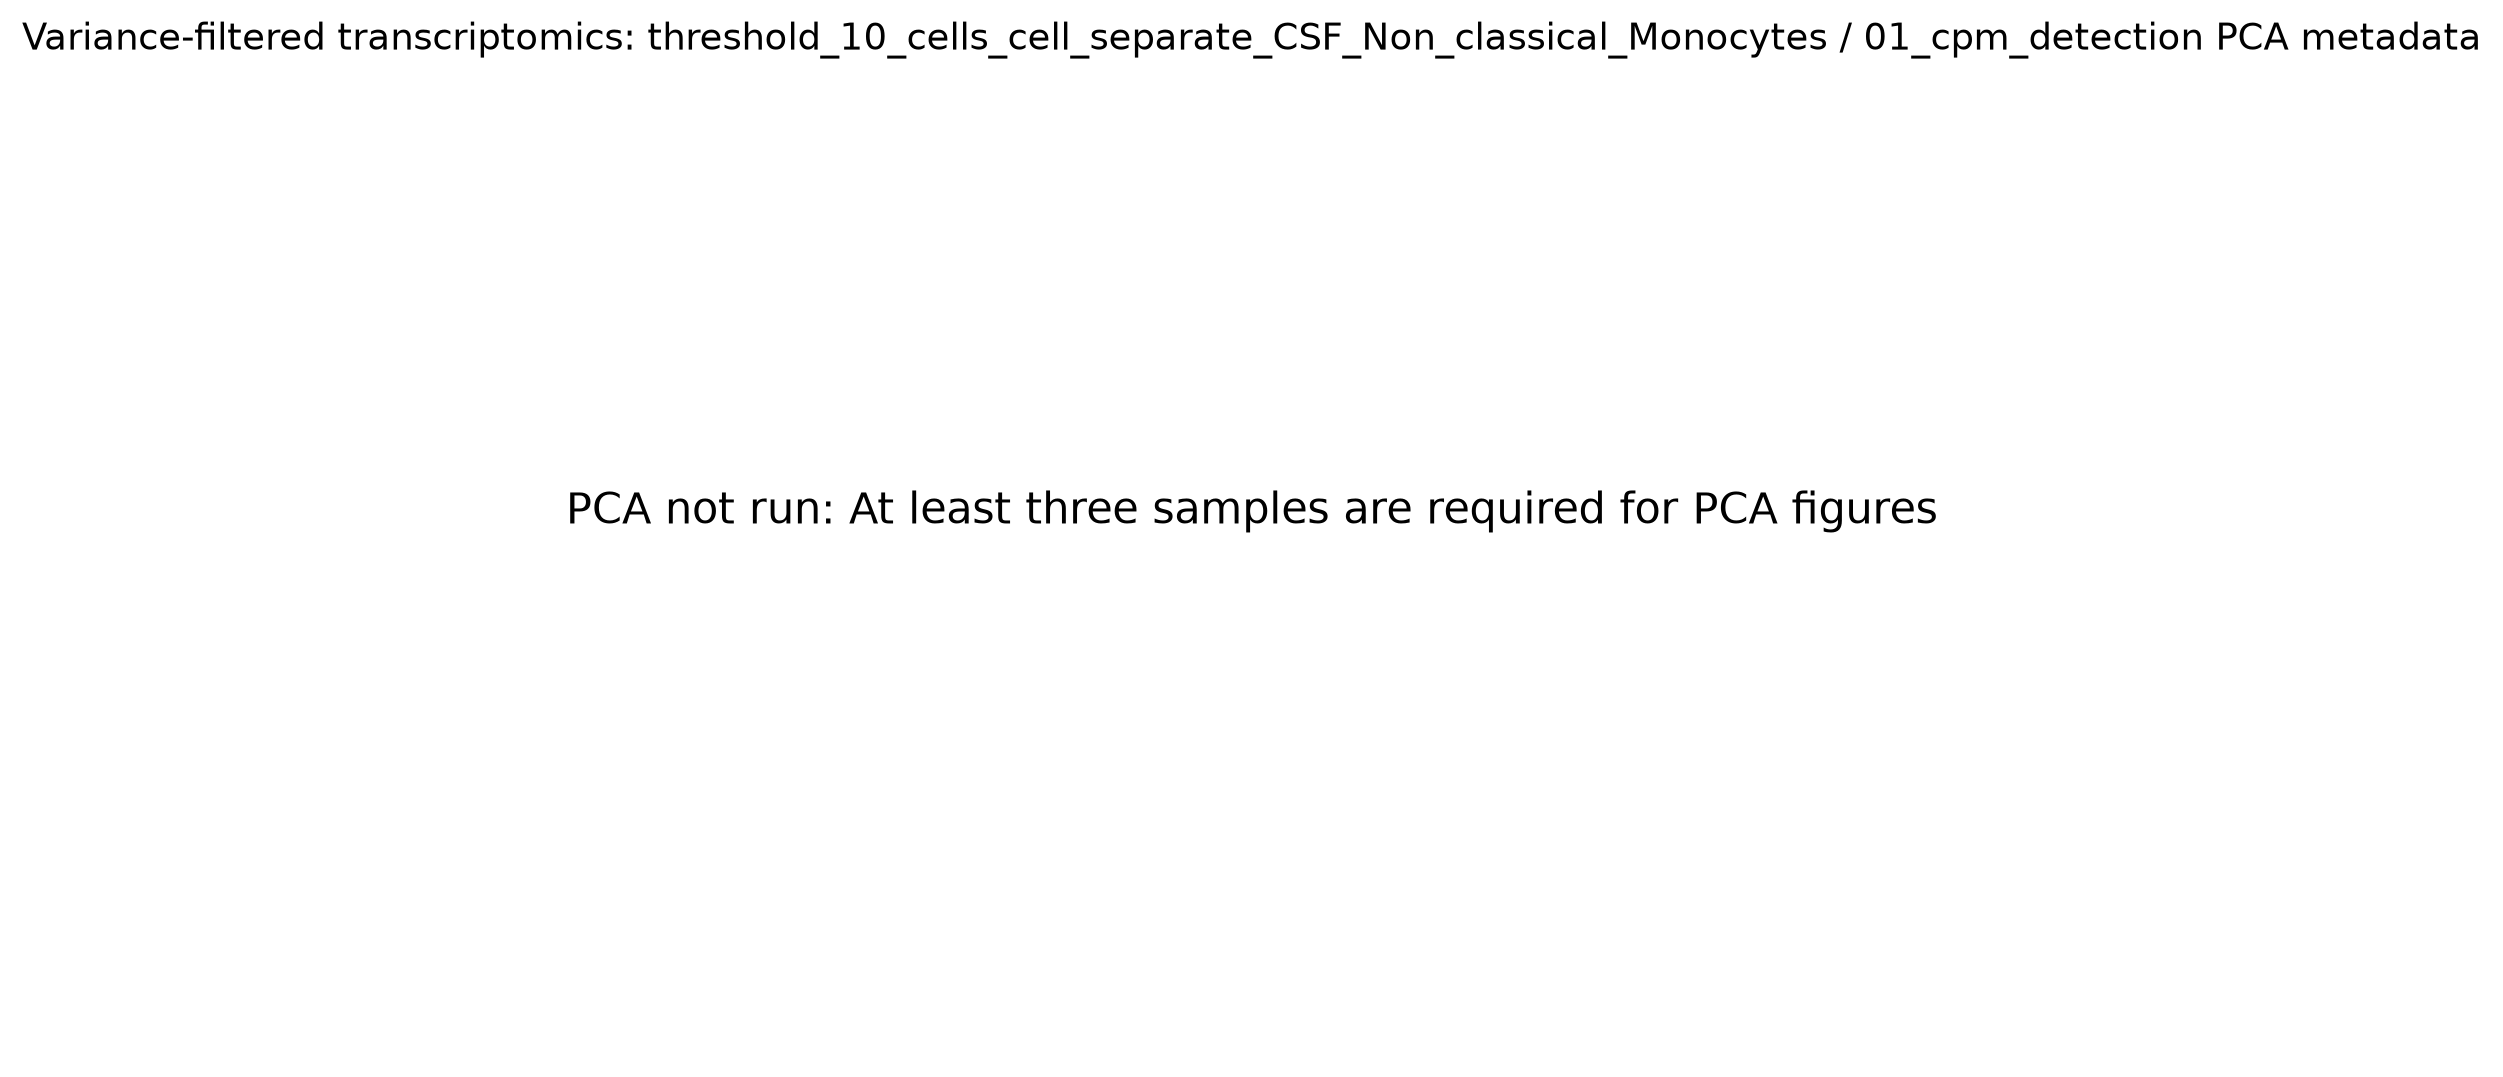 Variance-filtered transcriptomics: threshold_10_cells_cell_separate_CSF_Non_classical_Monocytes / 01_cpm_detection PCA metadata
PCA not run: At least three samples are required for PCA figures